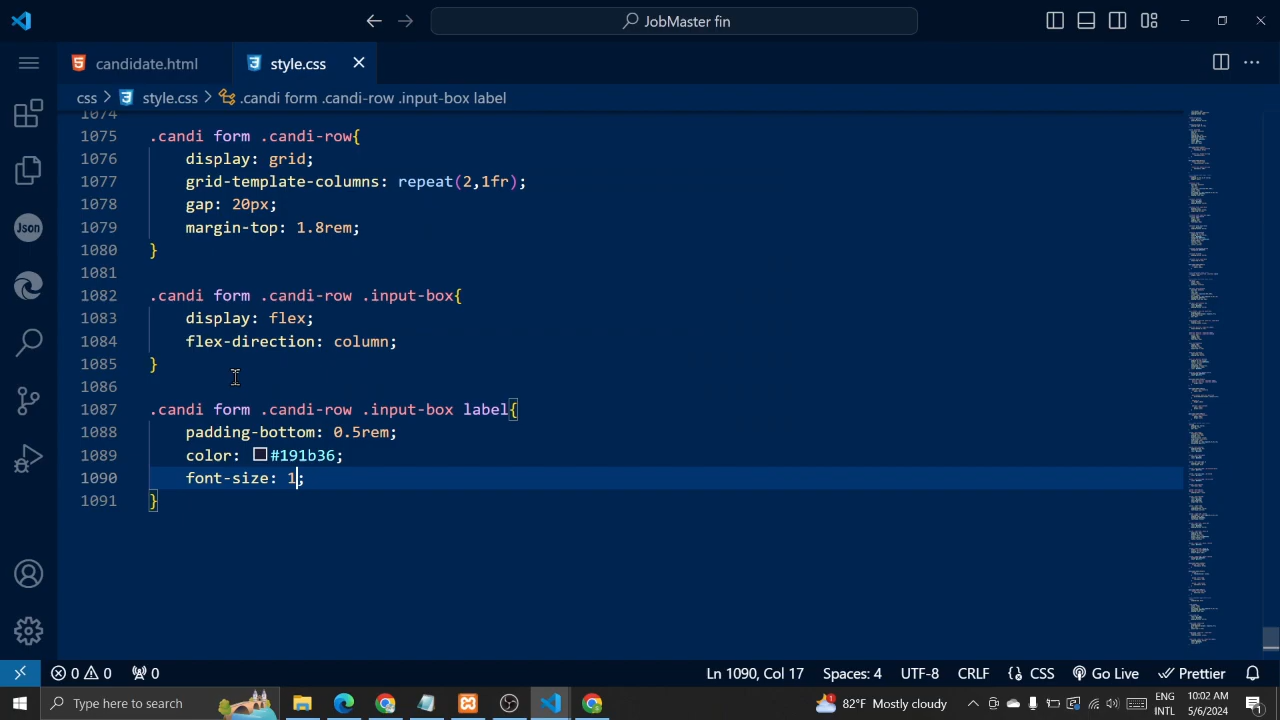 JobMaster fin
candidate.html
style.css
css > style.css > .candi form .candi-row .input-box label
1074
1075 .candi form .candi-row{
1076 display: grid;
1077 grid-template-columns: repeat(2,1fr);
1078 gap: 20px;
1079 margin-top: 1.8rem;
1080 }
1081
1082 .candi form .candi-row .input-box{
1083 display: flex;
1084 flex-direction: column;
1085 }
1086
1087 .candi form .candi-row .input-box label{
1088 padding-bottom: 0.5rem;
1089 color: #191b36;
1090 font-size: 1;
1091 }
Json
0 0 0 Ln 1090, Col 17 Spaces: 4 UTF-8 CRLF {} CSS Go Live Prettier
Type here to search 82°F Mostly cloudy ENG INTL 10:02 AM 5/6/2024